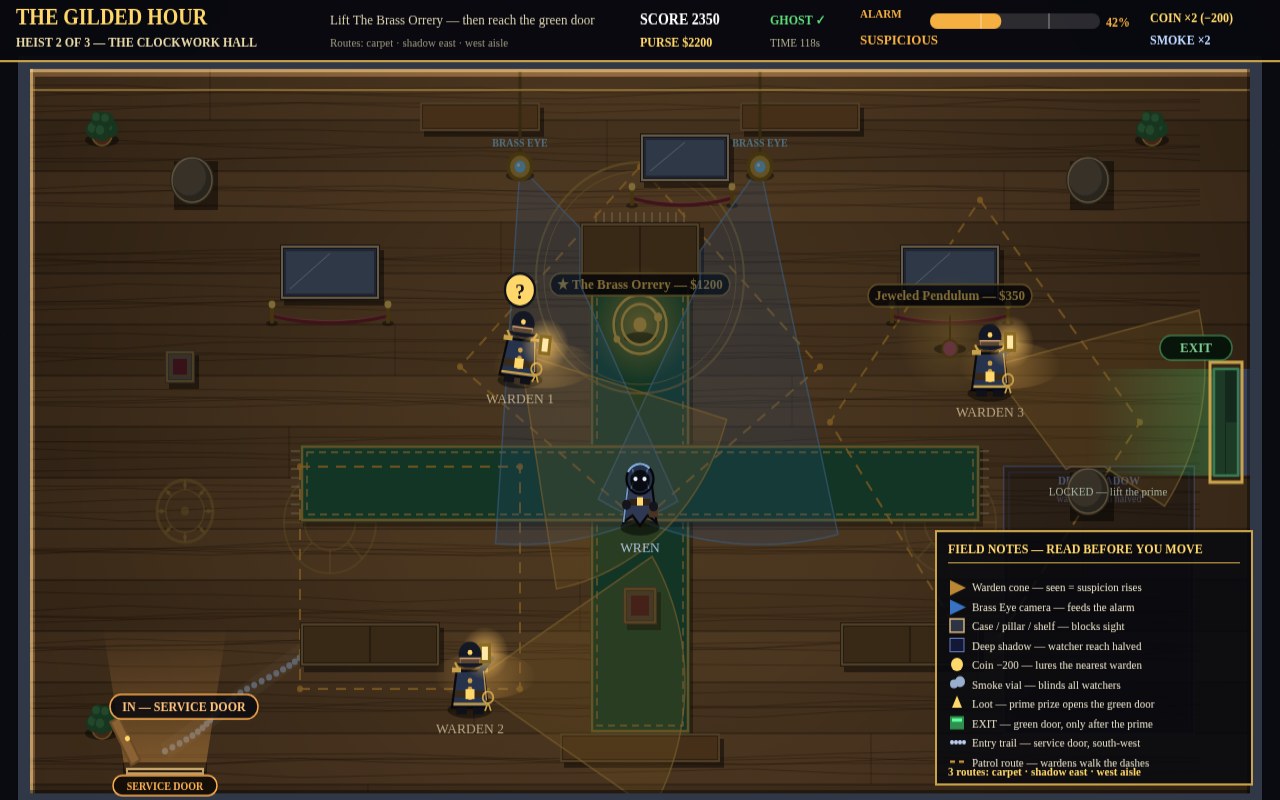 THE GILDED HOUR
HEIST 2 OF 3 — THE CLOCKWORK HALL
Lift The Brass Orrery — then reach the green door
Routes: carpet · shadow east · west aisle
SCORE 2350
PURSE $2200
GHOST ✓
TIME 118s
ALARM
SUSPICIOUS
42%
COIN ×2 (−200)
SMOKE ×2
BRASS EYE
BRASS EYE
?
★ The Brass Orrery — $1200
Jeweled Pendulum — $350
EXIT
WARDEN 1
WARDEN 3
LOCKED — lift the prime
WREN
IN — SERVICE DOOR
WARDEN 2
SERVICE DOOR
FIELD NOTES — READ BEFORE YOU MOVE
Warden cone — seen = suspicion rises
Brass Eye camera — feeds the alarm
Case / pillar / shelf — blocks sight
Deep shadow — watcher reach halved
Coin −200 — lures the nearest warden
Smoke vial — blinds all watchers
Loot — prime prize opens the green door
EXIT — green door, only after the prime
Entry trail — service door, south-west
Patrol route — wardens walk the dashes
3 routes: carpet · shadow east · west aisle